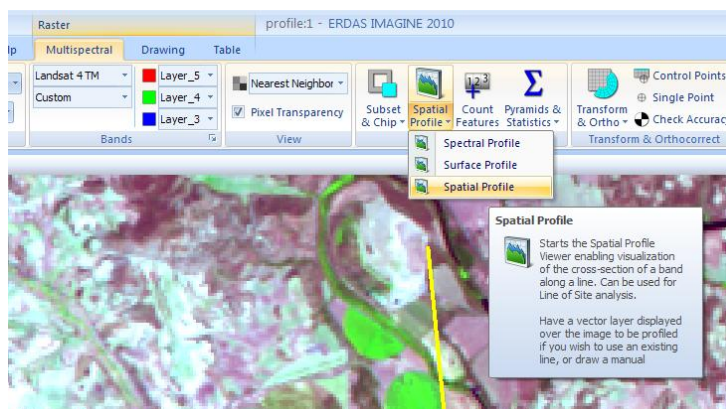 Raster
profile:1 - ERDAS IMAGINE 2010
lp
Multispectral
Drawing
Table
Landsat 4 TM
Custom
Layer_5
Layer_4
Layer_3
Bands
Nearest Neighbor
Pixel Transparency
View
Subset
& Chip
Spatial
Profile
Count
Features
Pyramids &
Statistics
Transform
& Ortho
Control Points
Single Point
Check Accuracy
Transform & Orthocorrect
Spectral Profile
Surface Profile
Spatial Profile
Spatial Profile
Starts the Spatial Profile
Viewer enabling visualization
of the cross-section of a band
along a line. Can be used for
Line of Site analysis.
Have a vector layer displayed
over the image to be profiled
if you wish to use an existing
line, or draw a manual